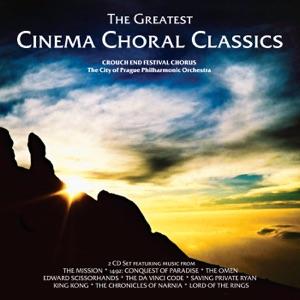 THE GREATEST
CINEMA CHORAL CLASSICS
CROUCH END FESTIVAL CHORUS
The City of Prague Philharmonic Orchestra
2 CD SET FEATURING MUSIC FROM
THE MISSION • 1492: CONQUEST OF PARADISE • THE OMEN
EDWARD SCISSORHANDS • THE DA VINCI CODE • SAVING PRIVATE RYAN
KING KONG • THE CHRONICLES OF NARNIA • LORD OF THE RINGS